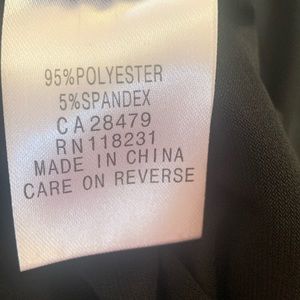 95%POLYESTER
5%SPANDEX
CA28479
RN118231
MADE IN CHINA
CARE ON REVERSE